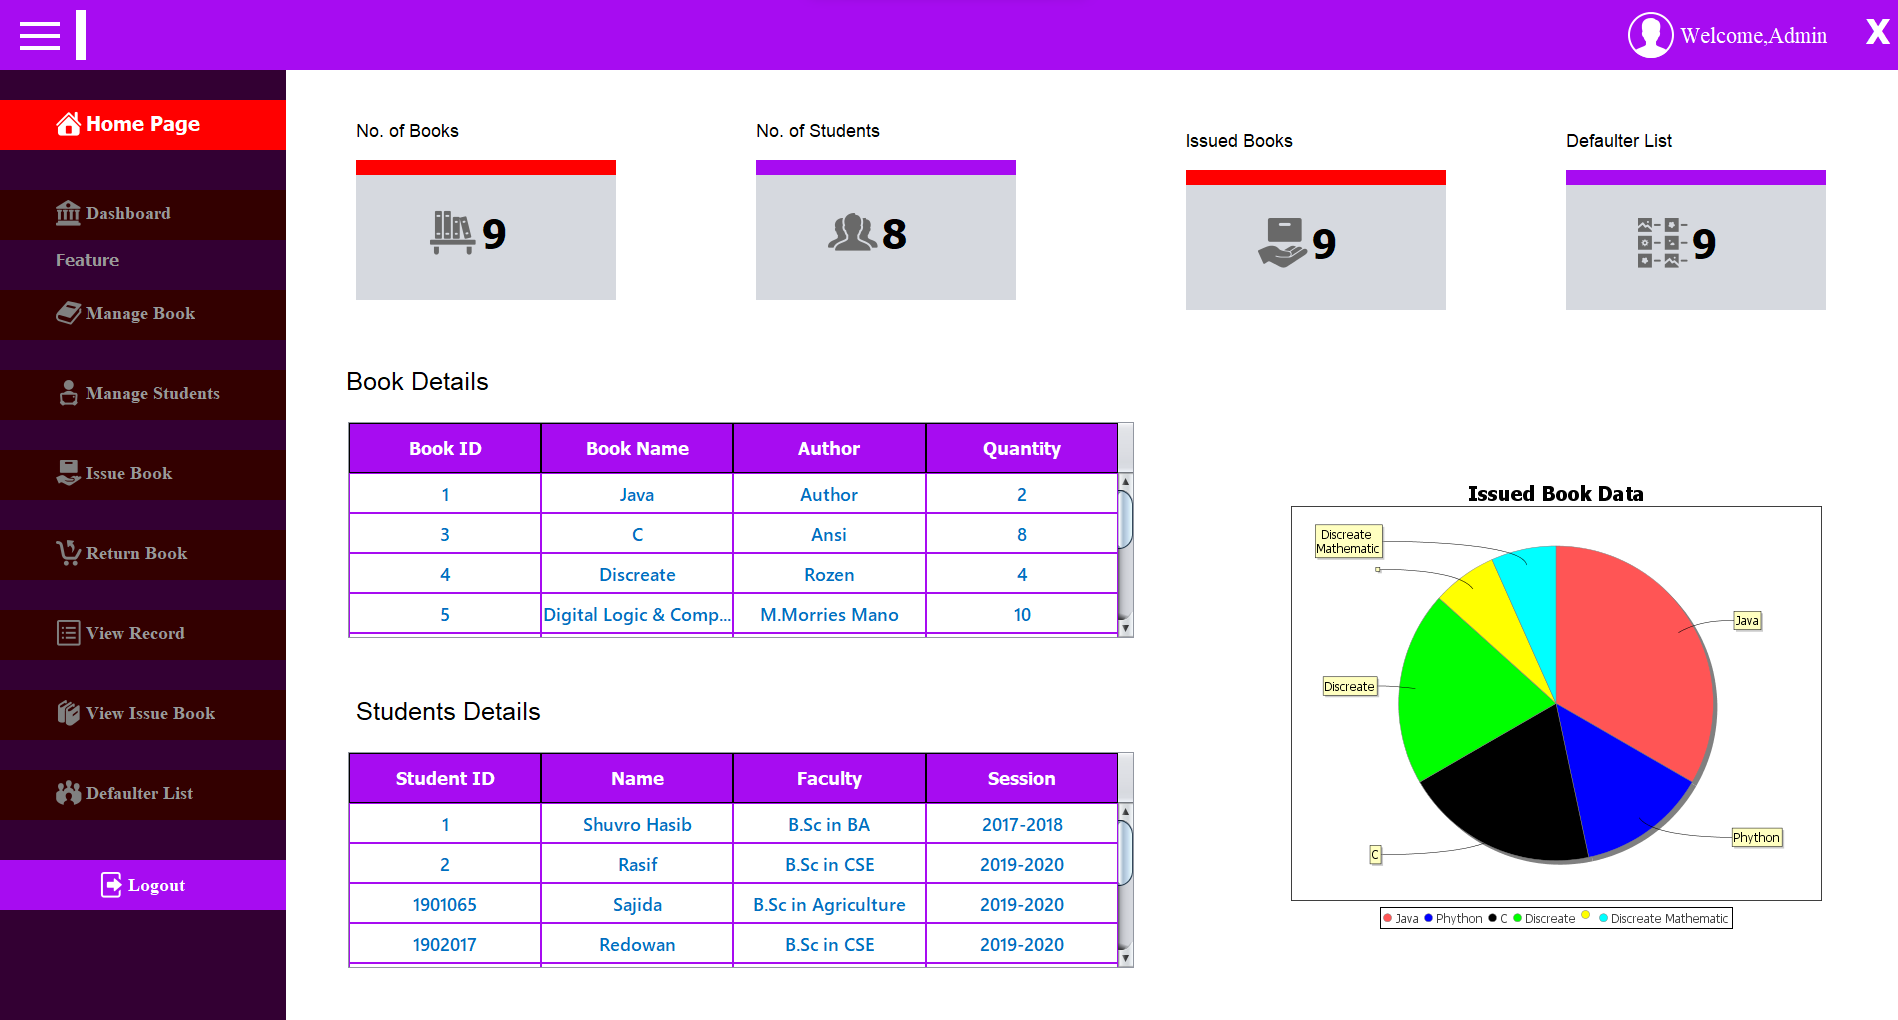 Welcome,Admin
X
Home Page
Dashboard
Feature
Manage Book
Manage Students
Issue Book
Return Book
View Record
View Issue Book
Defaulter List
Logout
No. of Books
9
No. of Students
8
Issued Books
9
Defaulter List
9
Book Details
Book ID Book Name Author Quantity
1 Java Author 2
3 C Ansi 8
4 Discreate Rozen 4
5 Digital Logic & Comp... M.Morries Mano 10
Students Details
Student ID Name Faculty Session
1 Shuvro Hasib B.Sc in BA 2017-2018
2 Rasif B.Sc in CSE 2019-2020
1901065 Sajida B.Sc in Agriculture 2019-2020
1902017 Redowan B.Sc in CSE 2019-2020
Issued Book Data
Discreate
Mathematic
Java
Discreate
Phython
C
Java Phython C Discreate Discreate Mathematic